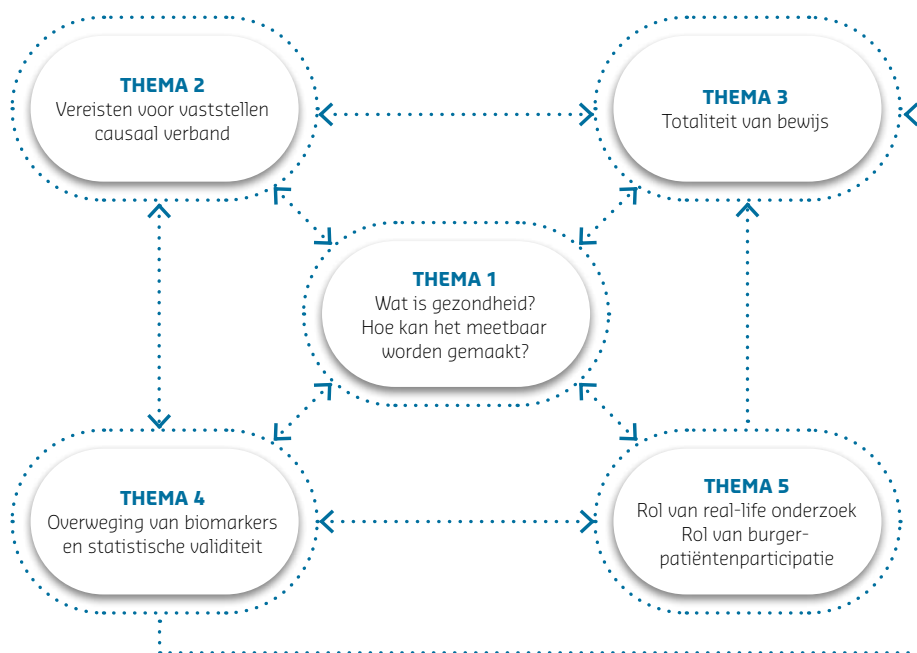 THEMA 2
Vereisten voor vaststellen
causaal verband
THEMA 3
Totaliteit van bewijs
THEMA 1
Wat is gezondheid?
Hoe kan het meetbaar
worden gemaakt?
THEMA 4
Overweging van biomarkers
en statistische validiteit
THEMA 5
Rol van real-life onderzoek
Rol van burger-
patiëntenparticipatie